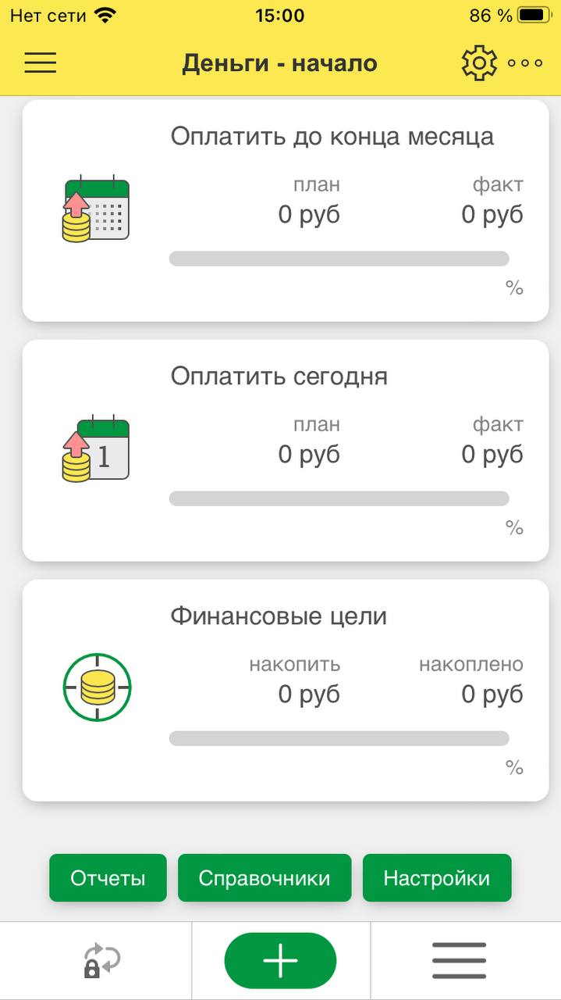 Нет сети 15:00 86 %
Деньги - начало
Оплатить до конца месяца
план факт
0 руб 0 руб
%
Оплатить сегодня
план факт
1 0 руб 0 руб
%
Финансовые цели
накопить накоплено
0 руб 0 руб
%
Отчеты Справочники Настройки